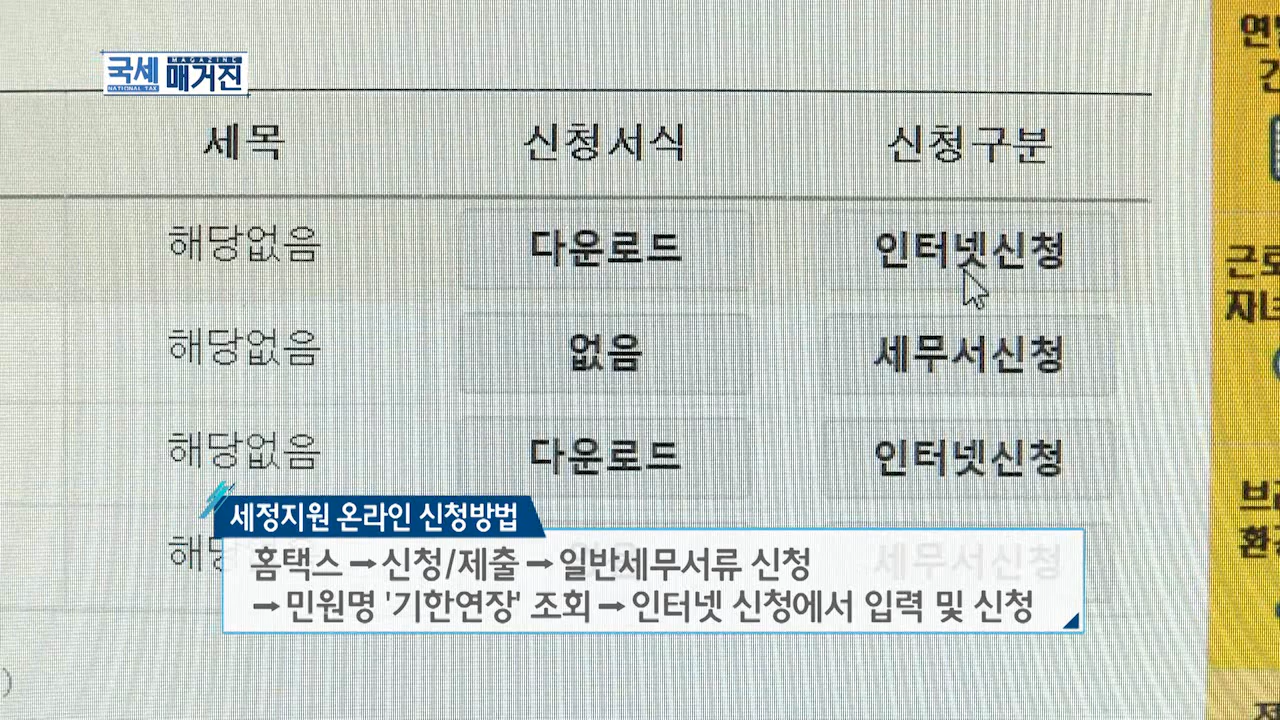 국세 매거진
MAGAZINE
NATIONAL TAX
세목 신청서식 신청구분
해당없음 다운로드 인터넷신청
해당없음 없음 세무서신청
해당없음 다운로드 인터넷신청
세정지원 온라인 신청방법
홈택스 → 신청/제출 → 일반세무서류 신청
→ 민원명 '기한연장' 조회 → 인터넷 신청에서 입력 및 신청
세무서신청